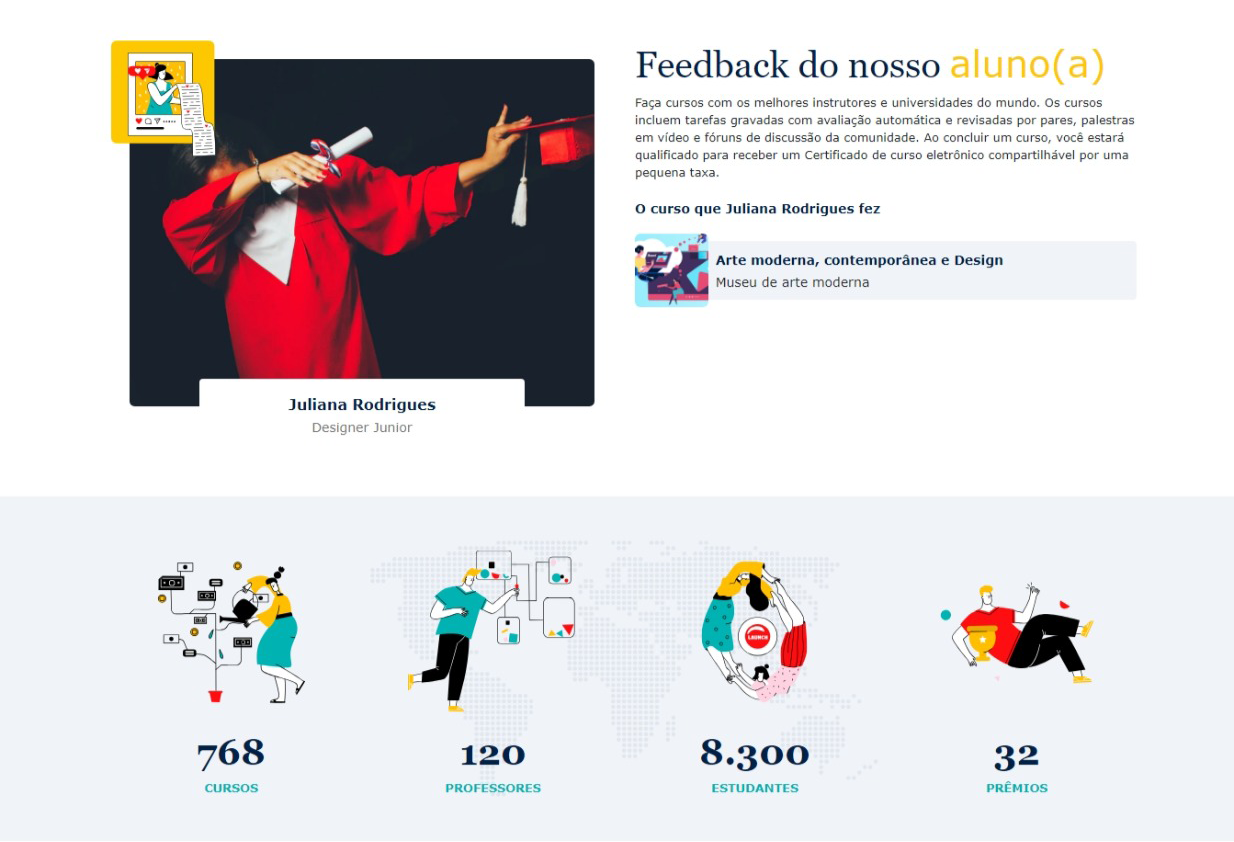 Feedback do nosso aluno(a)
Faça cursos com os melhores instrutores e universidades do mundo. Os cursos
incluem tarefas gravadas com avaliação automática e revisadas por pares, palestras
em vídeo e fóruns de discussão da comunidade. Ao concluir um curso, você estará
qualificado para receber um Certificado de curso eletrônico compartilhável por uma
pequena taxa.
O curso que Juliana Rodrigues fez
Arte moderna, contemporânea e Design
Museu de arte moderna
Juliana Rodrigues
Designer Junior
LAUNCH
768
120
8.300
32
CURSOS
PROFESSORES
ESTUDANTES
PRÊMIOS